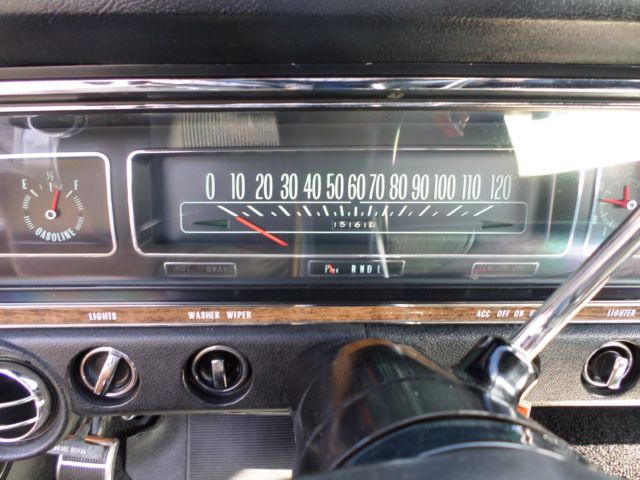 0 10 20 30 40 50 60 70 80 90 100 110 120
E ½ F
GASOLINE
HOT BRAKE
R N D L
LIGHTS WASHER WIPER ACC OFF ON LIGHTER